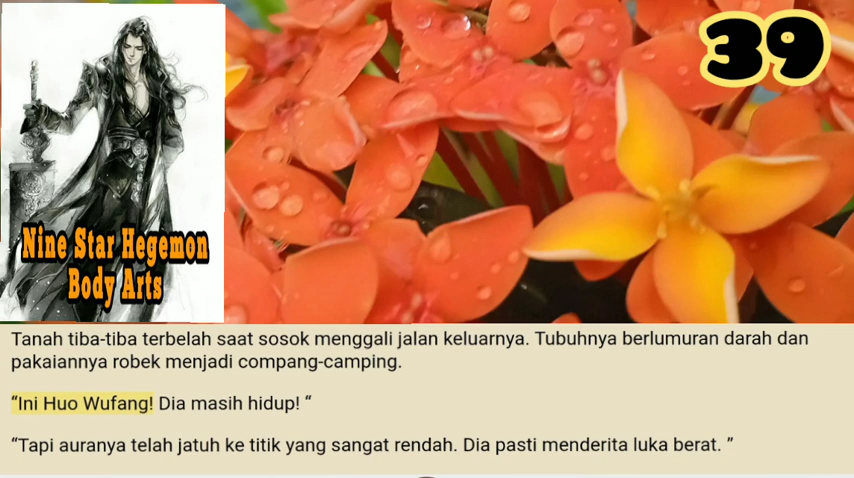 39
Nine Star Hegemon
Body Arts
Tanah tiba-tiba terbelah saat sosok menggali jalan keluarnya. Tubuhnya berlumuran darah dan
pakaiannya robek menjadi compang-camping.
“Ini Huo Wufang! Dia masih hidup! “
“Tapi auranya telah jatuh ke titik yang sangat rendah. Dia pasti menderita luka berat. ”